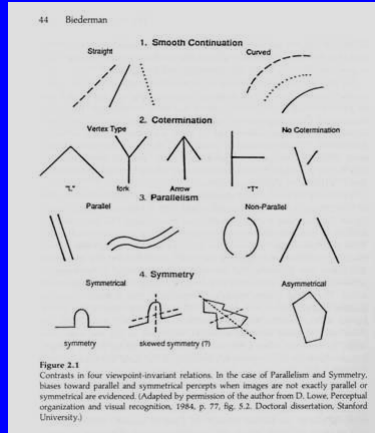 44 Biederman
1. Smooth Continuation
Straight Curved
2. Cotermination
Vertex Type No Cotermination
"L" fork Arrow "T"
3. Parallelism
Parallel Non-Parallel
4. Symmetry
Symmetrical Asymmetrical
symmetry skewed symmetry (?)
Figure 2.1
Contrasts in four viewpoint-invariant relations. In the case of Parallelism and Symmetry,
biases toward parallel and symmetrical percepts when images are not exactly parallel or
symmetrical are evidenced. (Adapted by permission of the author from D. Lowe, Perceptual
organization and visual recognition, 1984, p. 77, fig. 5.2. Doctoral dissertation, Stanford
University.)